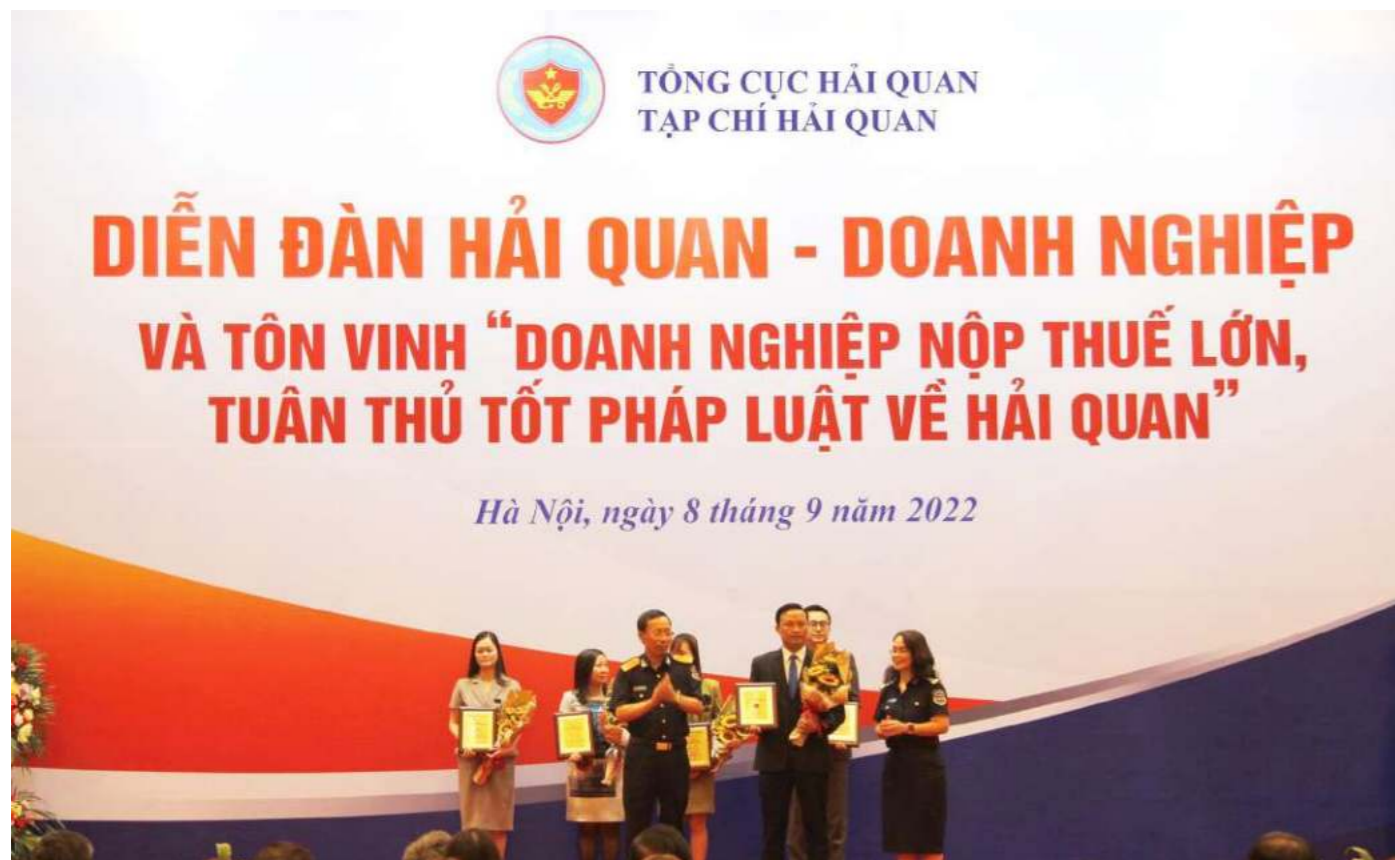 TỔNG CỤC HẢI QUAN
TẠP CHÍ HẢI QUAN
DIỄN ĐÀN HẢI QUAN - DOANH NGHIỆP
VÀ TÔN VINH “DOANH NGHIỆP NỘP THUẾ LỚN,
TUÂN THỦ TỐT PHÁP LUẬT VỀ HẢI QUAN”
Hà Nội, ngày 8 tháng 9 năm 2022